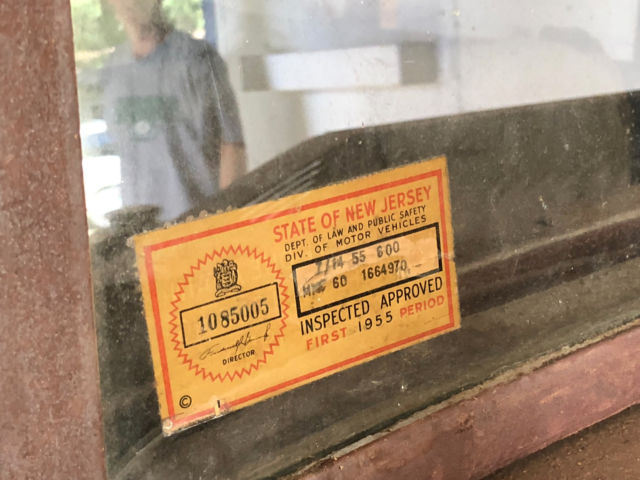 STATE OF NEW JERSEY
DEPT. OF LAW AND PUBLIC SAFETY
DIV. OF MOTOR VEHICLES
1/14 55 600
60 1664970
INSPECTED APPROVED
FIRST 1955 PERIOD
1085005
DIRECTOR
©